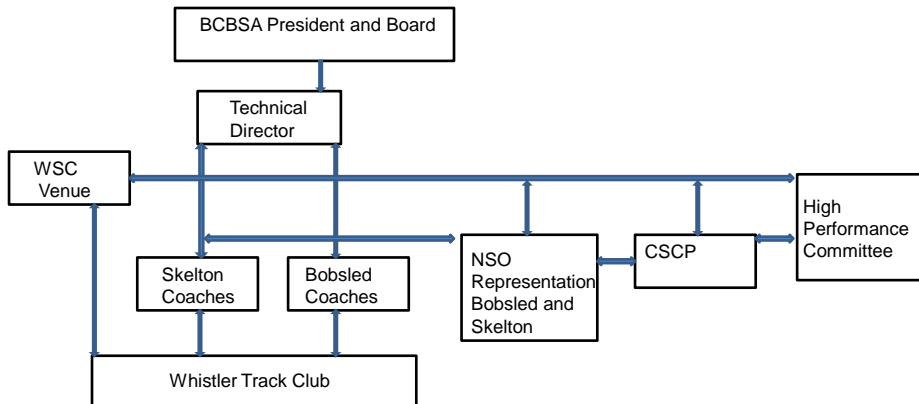 BCBSA President and Board
Technical
Director
WSC
Venue
High
Performance
Committee
Skelton
Coaches
Bobsled
Coaches
NSO
Representation
Bobsled and
Skelton
CSCP
Whistler Track Club